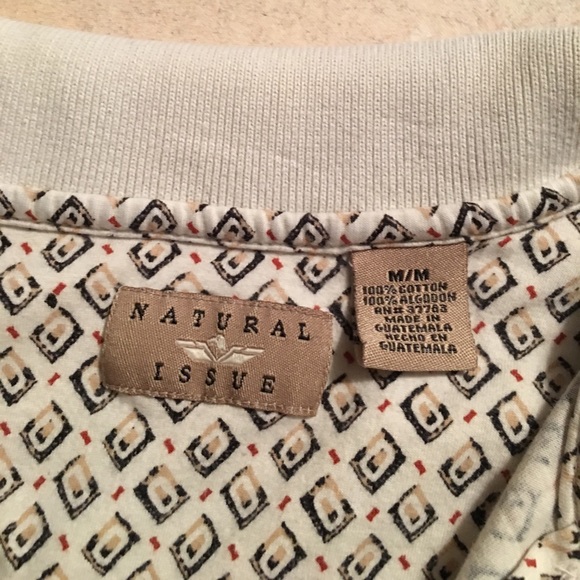 NATURAL
ISSUE
M/M
100% COTTON
100% ALGODON
RN# 37763
MADE IN
GUATEMALA
HECHO EN
GUATEMALA